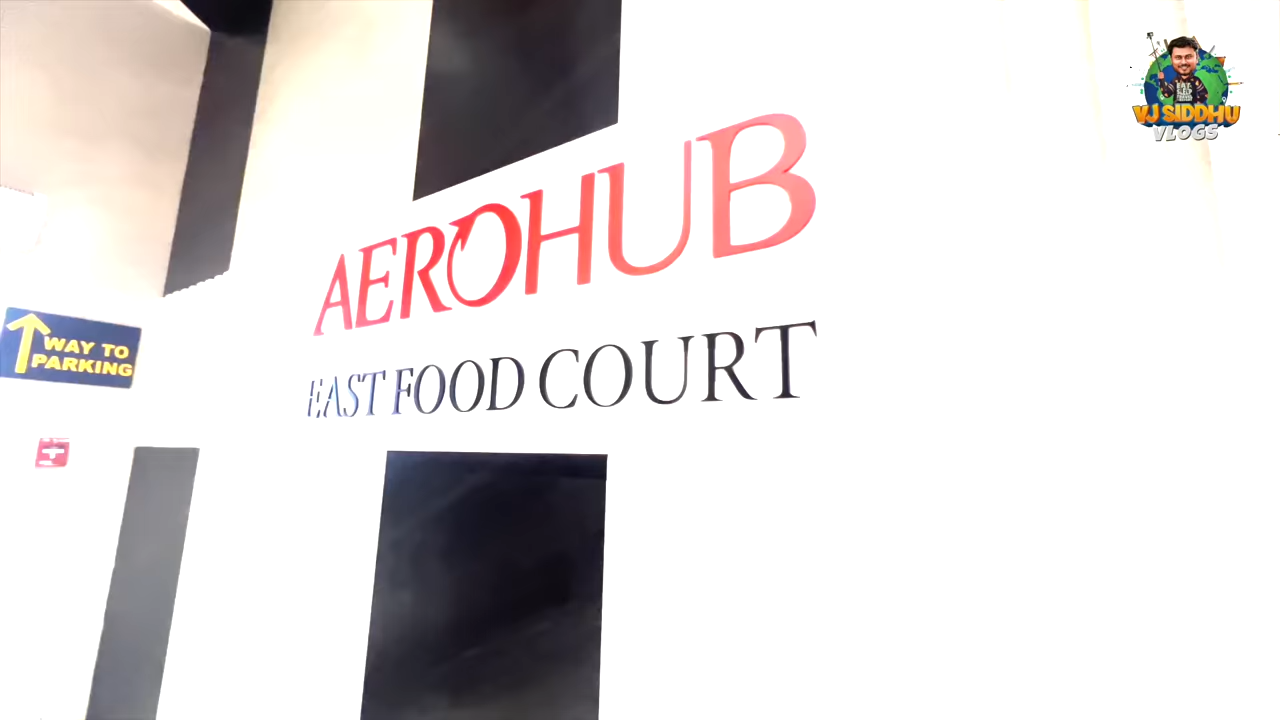 AEROHUB
EAST FOOD COURT
WAY TO
PARKING
VJ SIDDHU
VLOGS